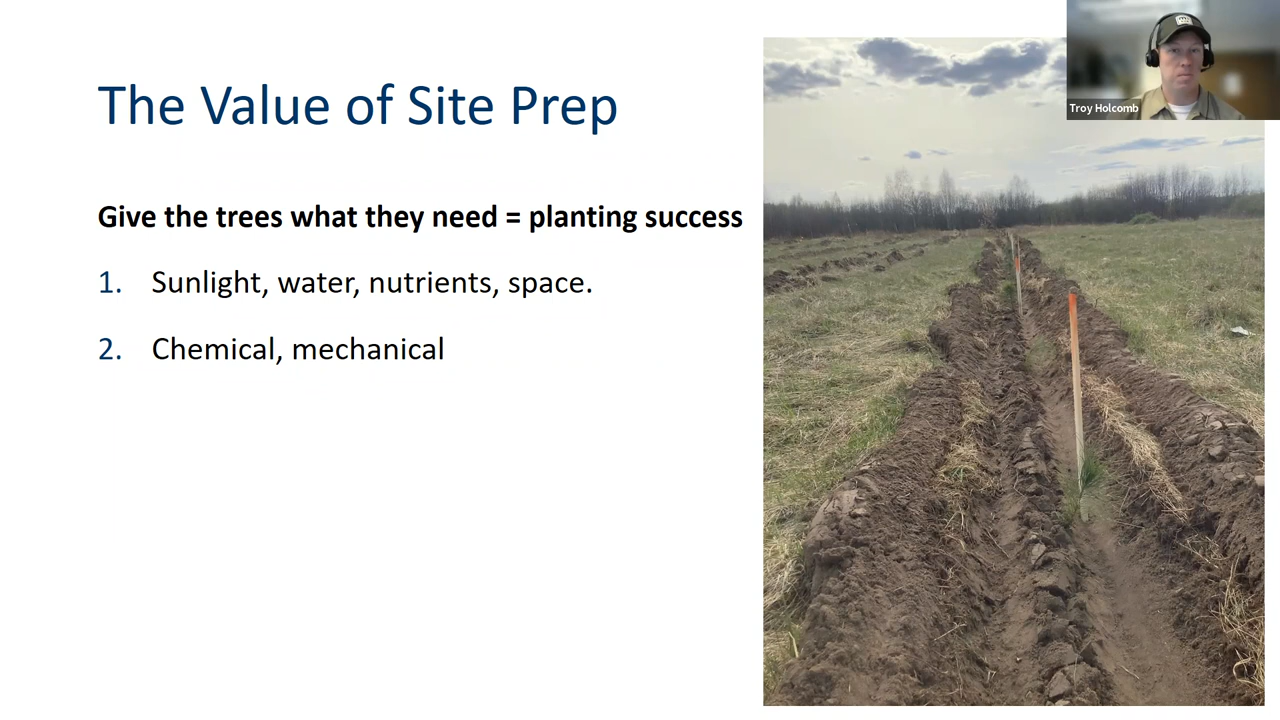 The Value of Site Prep
Give the trees what they need = planting success
1. Sunlight, water, nutrients, space.
2. Chemical, mechanical
Troy Holcomb